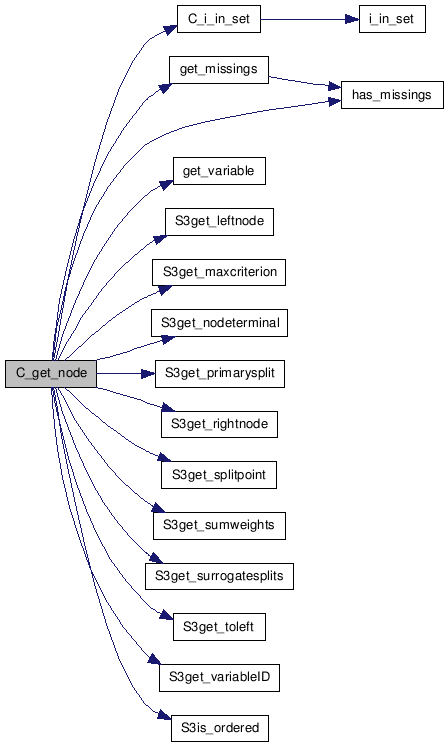 C_i_in_set
i_in_set
get_missings
has_missings
get_variable
S3get_leftnode
S3get_maxcriterion
S3get_nodeterminal
C_get_node
S3get_primarysplit
S3get_rightnode
S3get_splitpoint
S3get_sumweights
S3get_surrogatesplits
S3get_toleft
S3get_variableID
S3is_ordered